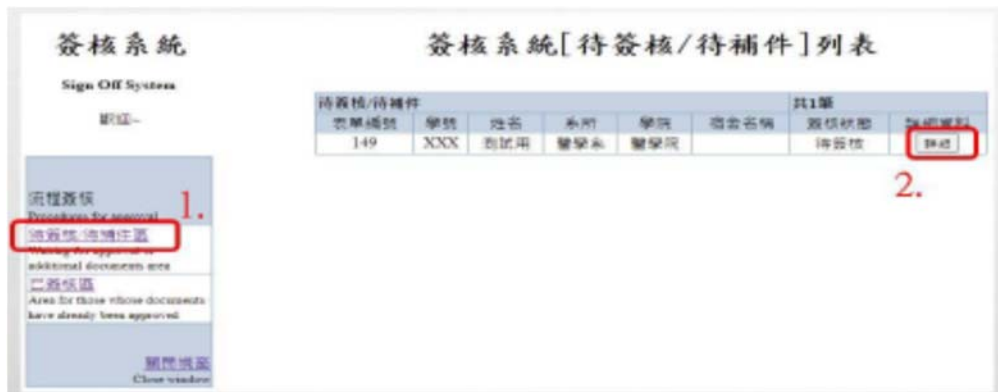 簽核系統
Sign Off System
歡迎~
流程簽核
Procedures for approval
待簽核/待補件區
Waiting for approval or
additional documents area
已簽核區
Area for those whose documents
have already been approved
關閉視窗
Close window
1.
簽核系統[待簽核/待補件]列表
待簽核/待補件 共1筆
表單編號 學號 姓名 系所 學院 宿舍名稱 簽核狀態 詳細資料
149 XXX 測試用 醫學系 醫學院 待簽核 詳細
2.